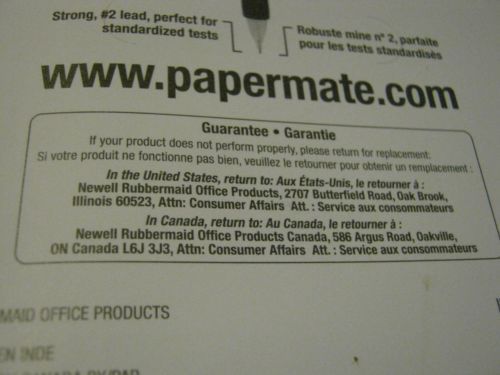 Strong, #2 lead, perfect for
standardized tests
Robuste mine nº 2, parfaite
pour les tests standardisés
www.papermate.com
Guarantee • Garantie
If your product does not perform properly, please return for replacement:
Si votre produit ne fonctionne pas bien, veuillez le retourner pour obtenir un remplacement :
In the United States, return to: Aux États-Unis, le retourner à :
Newell Rubbermaid Office Products, 2707 Butterfield Road, Oak Brook,
Illinois 60523, Attn: Consumer Affairs Att. : Service aux consommateurs
In Canada, return to: Au Canada, le retourner à :
Newell Rubbermaid Office Products Canada, 586 Argus Road, Oakville,
ON Canada L6J 3J3, Attn: Consumer Affairs Att. : Service aux consommateurs
MAID OFFICE PRODUCTS
EN INDE